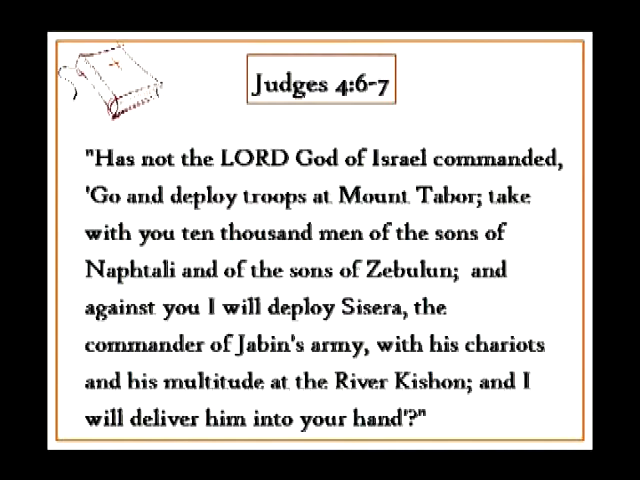 Judges 4:6-7
"Has not the LORD God of Israel commanded,
'Go and deploy troops at Mount Tabor; take
with you ten thousand men of the sons of
Naphtali and of the sons of Zebulun; and
against you I will deploy Sisera, the
commander of Jabin's army, with his chariots
and his multitude at the River Kishon; and I
will deliver him into your hand'?"